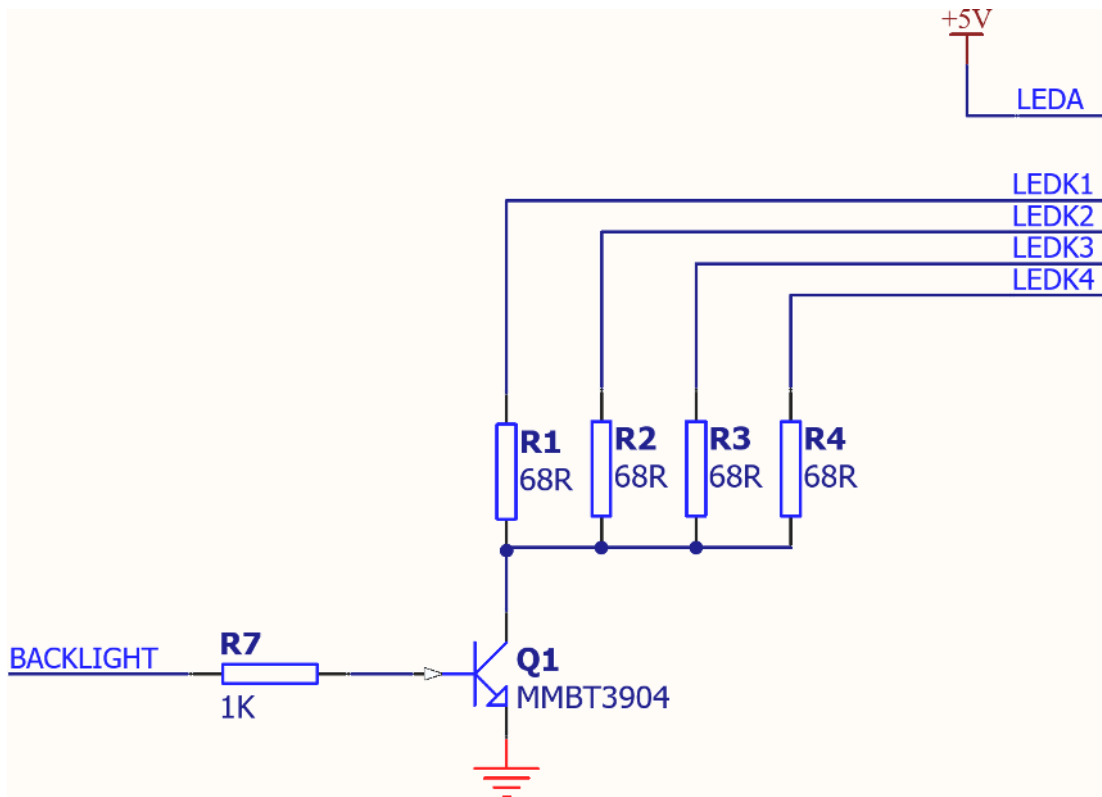 +5V
LEDA
LEDK1
LEDK2
LEDK3
LEDK4
R1
68R
R2
68R
R3
68R
R4
68R
BACKLIGHT
R7
1K
Q1
MMBT3904